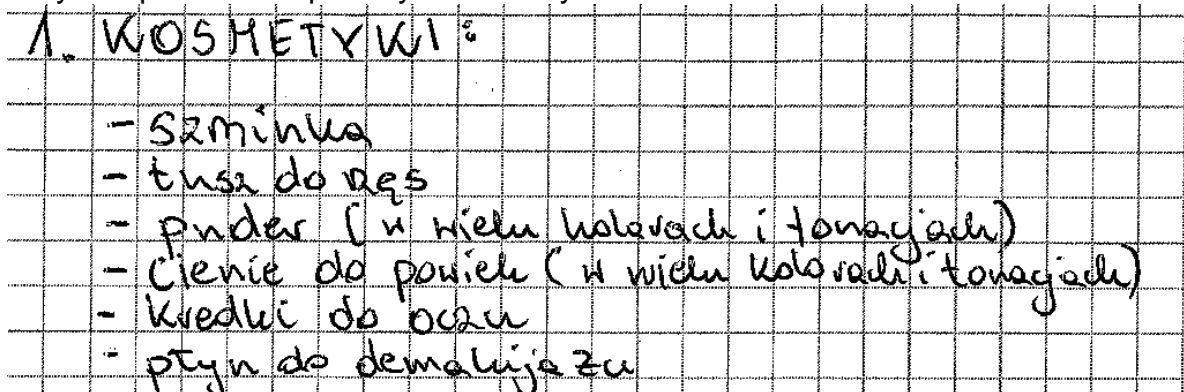 1. KOSMETYKI:
- szminka
- tusz do rzęs
- puder (w wielu kolorach i tonacjach)
- Cienie do powiek (w wielu kolorach i tonacjach)
- Kredki do oczu
- płyn do demakijażu